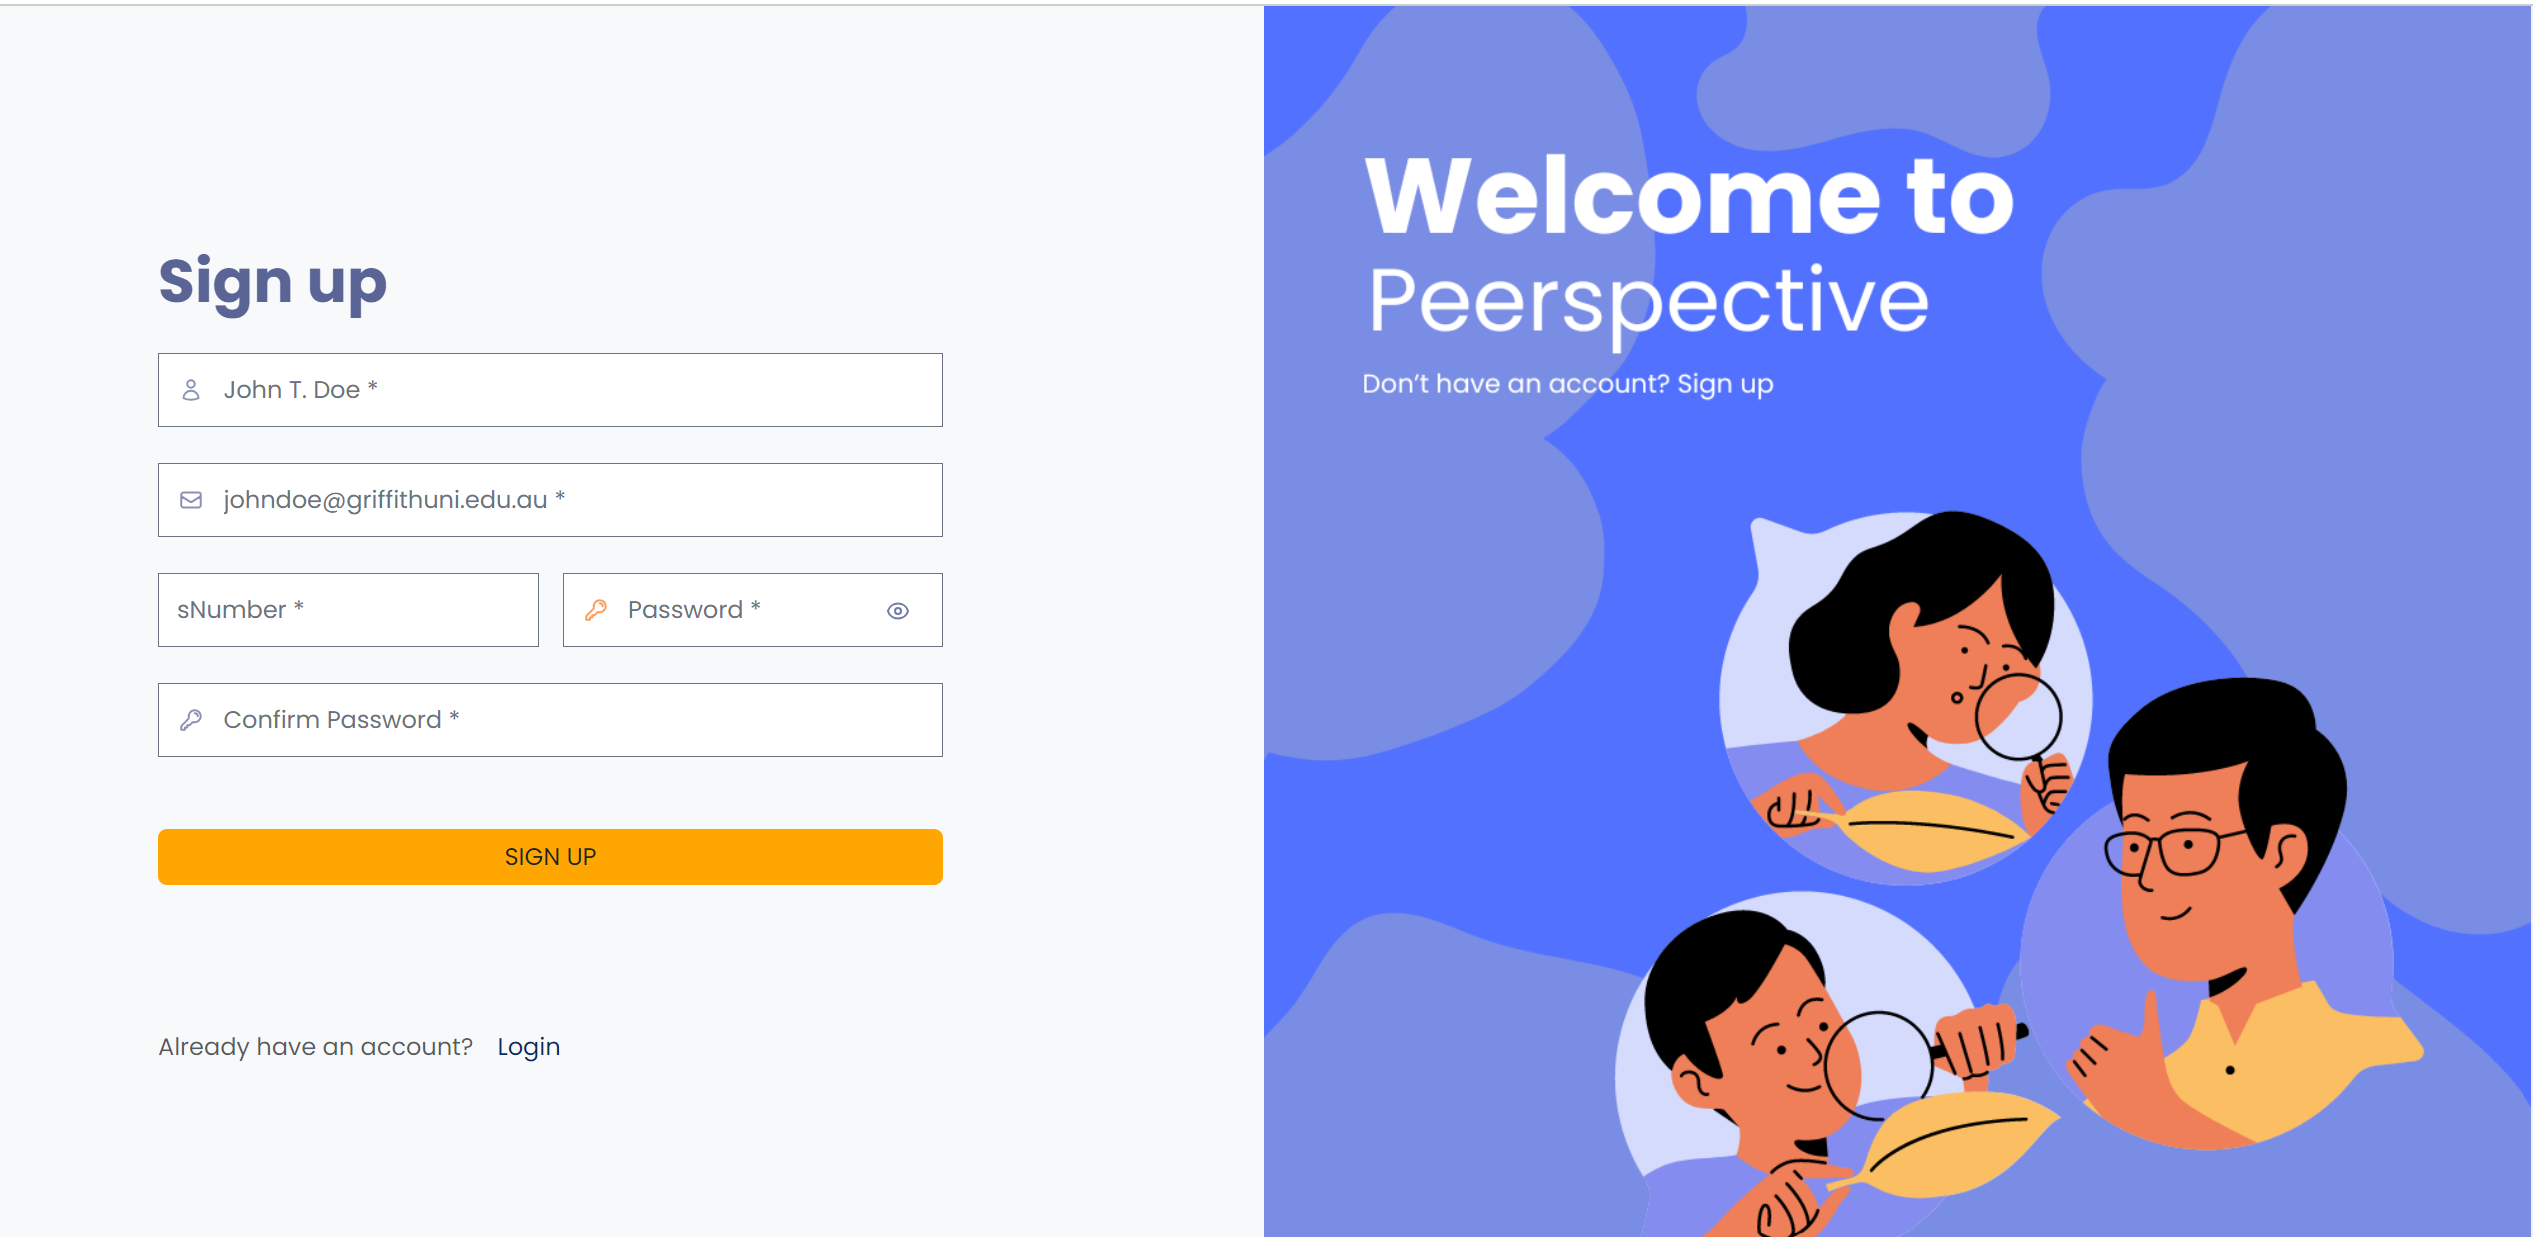 Sign up
John T. Doe *
johndoe@griffithuni.edu.au *
sNumber *
Password *
Confirm Password *
SIGN UP
Already have an account? Login
Welcome to
Peerspective
Don’t have an account? Sign up